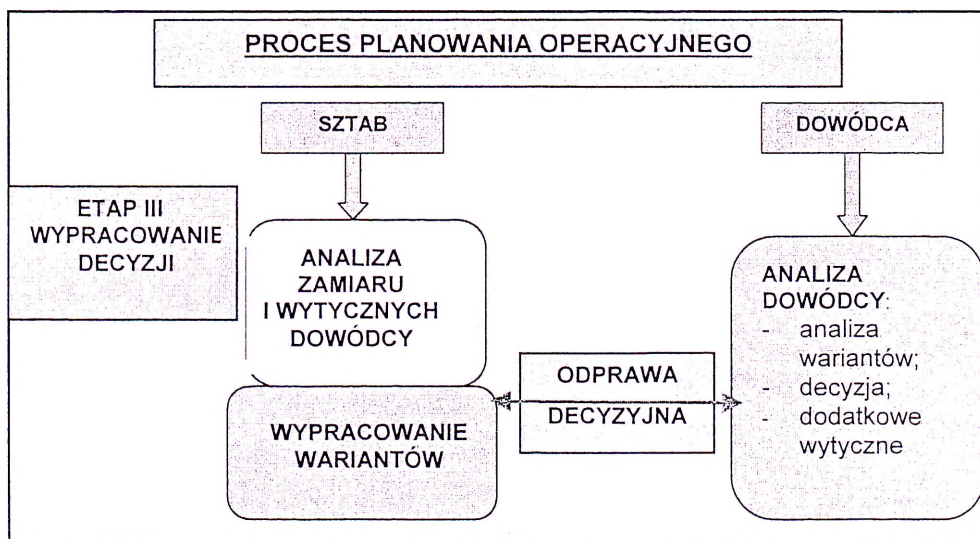 PROCES PLANOWANIA OPERACYJNEGO
SZTAB
DOWÓDCA
ETAP III
WYPRACOWANIE
DECYZJI
ANALIZA
ZAMIARU
I WYTYCZNYCH
DOWÓDCY
WYPRACOWANIE
WARIANTÓW
ODPRAWA
DECYZYJNA
ANALIZA
DOWÓDCY:
- analiza
wariantów;
- decyzja;
- dodatkowe
wytyczne